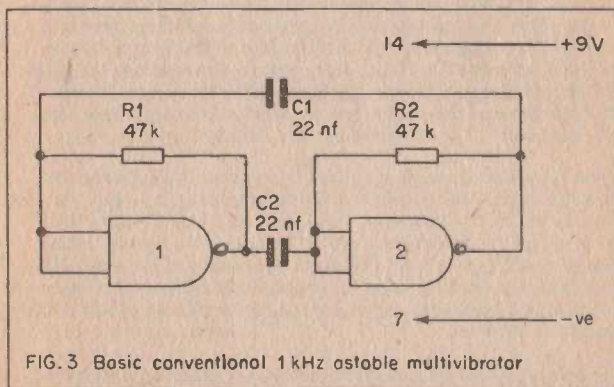 14 +9V
C1
22 nf
R1
47 k
R2
47 k
C2
22 nf
1
2
7 -ve
FIG. 3 Basic conventional 1 kHz astable multivibrator